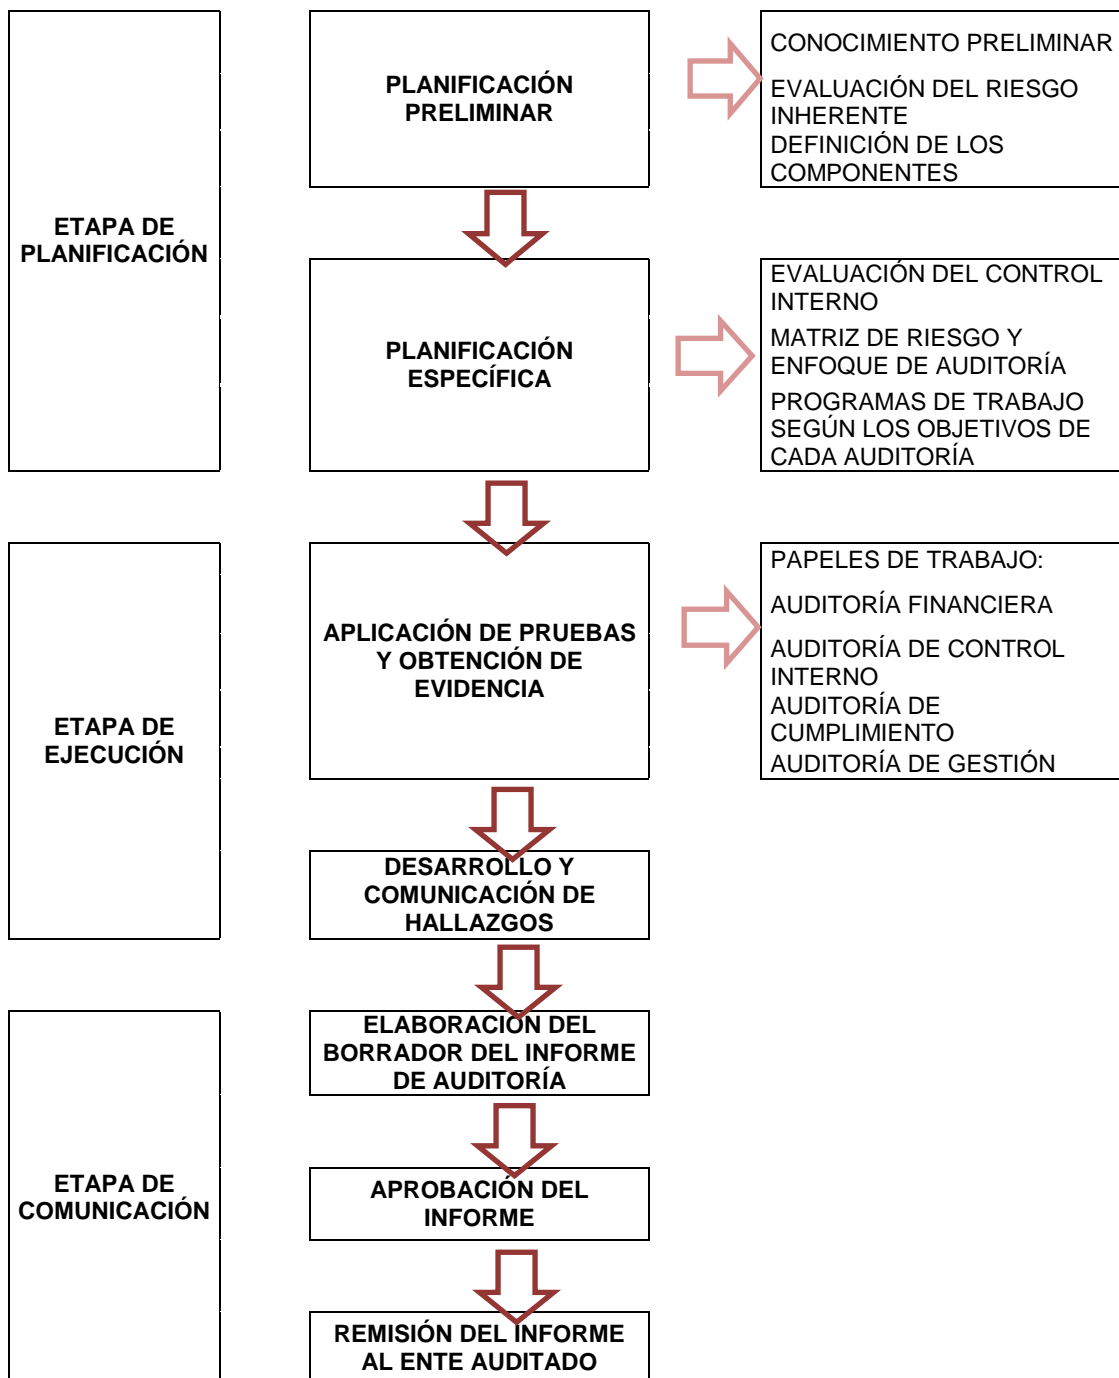 PLANIFICACIÓN
PRELIMINAR
CONOCIMIENTO PRELIMINAR
EVALUACIÓN DEL RIESGO
INHERENTE
DEFINICIÓN DE LOS
COMPONENTES
ETAPA DE
PLANIFICACIÓN
PLANIFICACIÓN
ESPECÍFICA
EVALUACIÓN DEL CONTROL
INTERNO
MATRIZ DE RIESGO Y
ENFOQUE DE AUDITORÍA
PROGRAMAS DE TRABAJO
SEGÚN LOS OBJETIVOS DE
CADA AUDITORÍA
ETAPA DE
EJECUCIÓN
APLICACIÓN DE PRUEBAS
Y OBTENCIÓN DE
EVIDENCIA
PAPELES DE TRABAJO:
AUDITORÍA FINANCIERA
AUDITORÍA DE CONTROL
INTERNO
AUDITORÍA DE
CUMPLIMIENTO
AUDITORÍA DE GESTIÓN
DESARROLLO Y
COMUNICACIÓN DE
HALLAZGOS
ETAPA DE
COMUNICACIÓN
ELABORACIÓN DEL
BORRADOR DEL INFORME
DE AUDITORÍA
APROBACIÓN DEL
INFORME
REMISIÓN DEL INFORME
AL ENTE AUDITADO